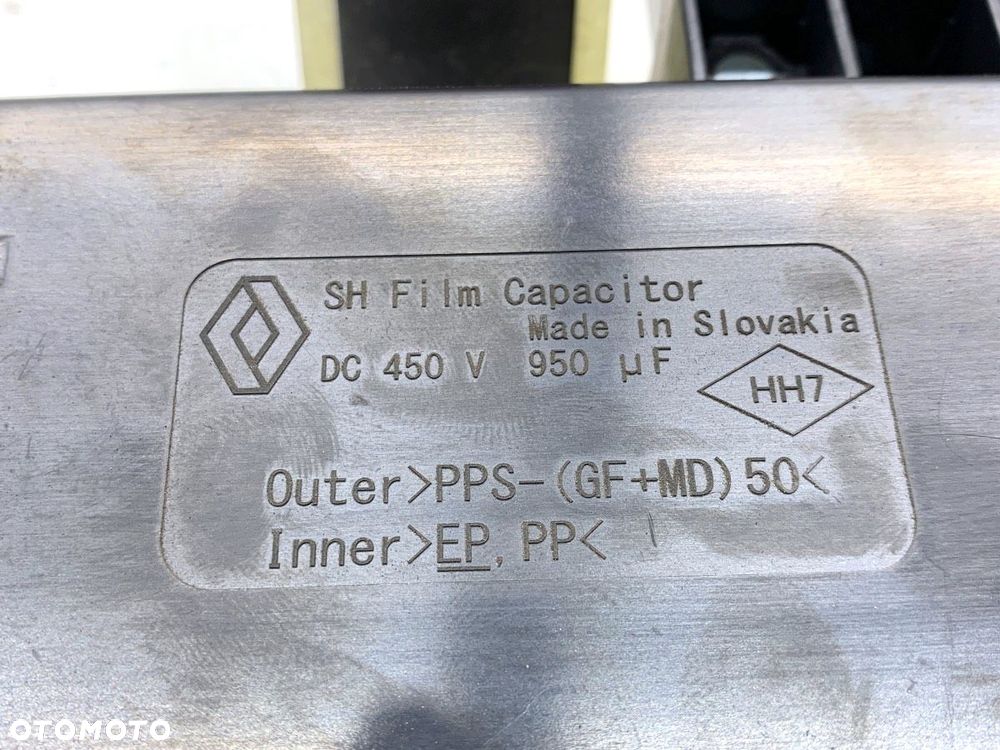 SH Film Capacitor
Made in Slovakia
DC 450 V 950 μF
HH7
Outer>PPS-(GF+MD)50<
Inner>EP, PP<
OTOMOTO